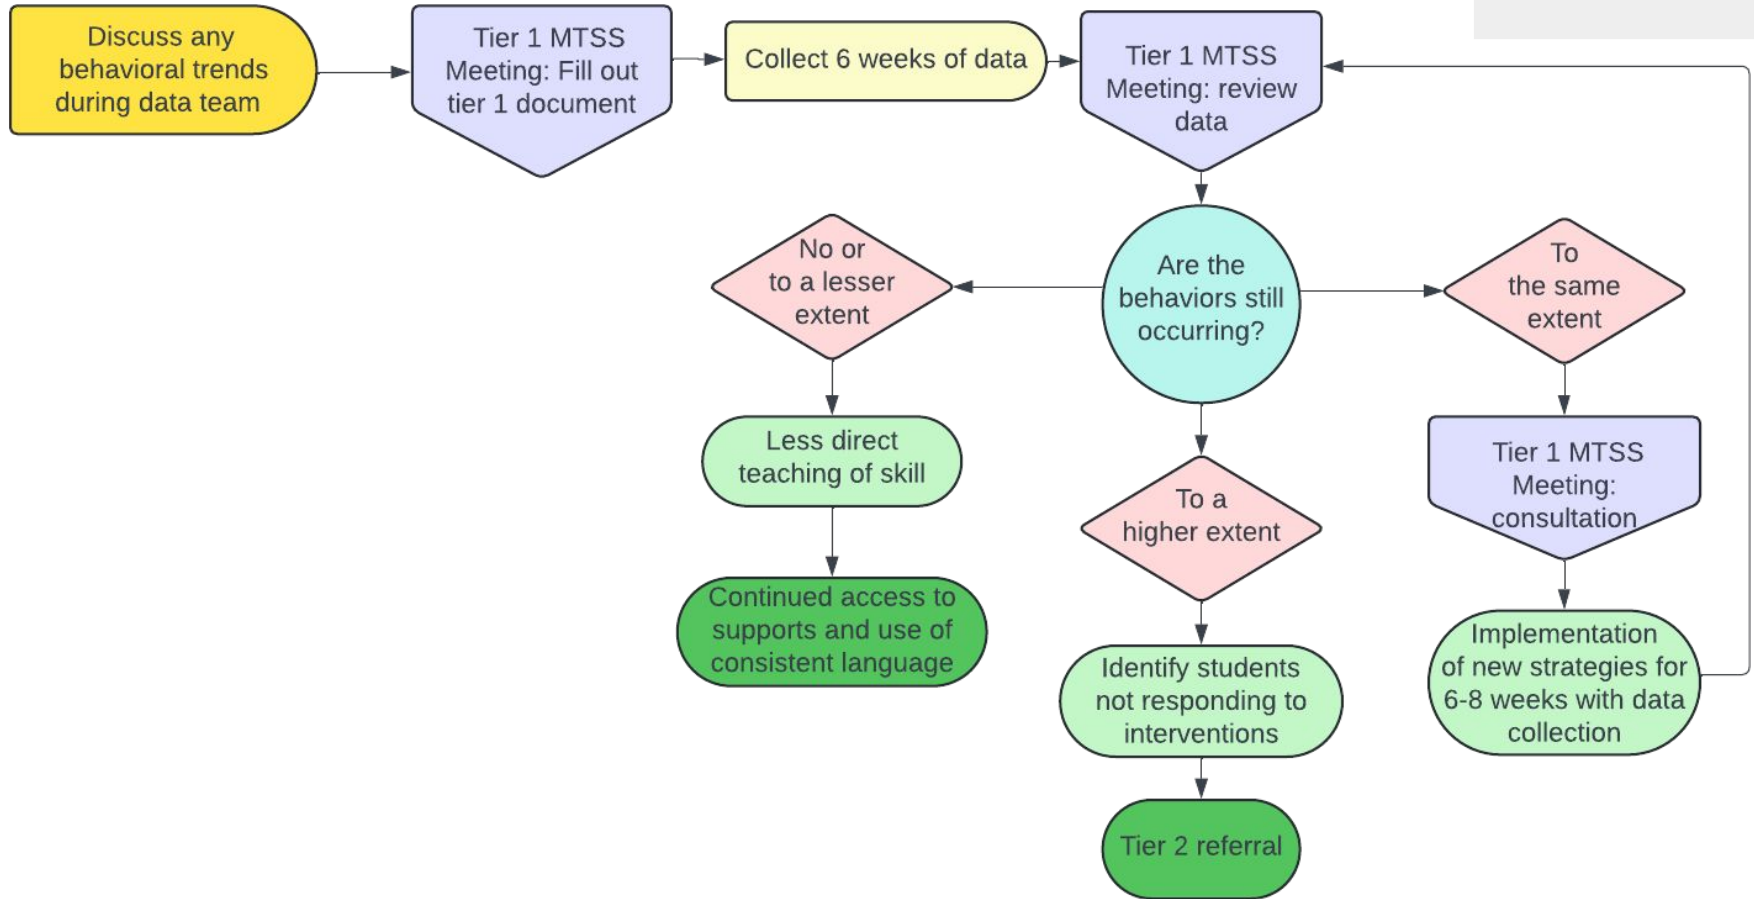 Discuss any
behavioral trends
during data team
Tier 1 MTSS
Meeting: Fill out
tier 1 document
Collect 6 weeks of data
Tier 1 MTSS
Meeting: review
data
Are the
behaviors still
occurring?
No or
to a lesser
extent
Less direct
teaching of skill
Continued access to
supports and use of
consistent language
To a
higher extent
Identify students
not responding to
interventions
Tier 2 referral
To
the same
extent
Tier 1 MTSS
Meeting:
consultation
Implementation
of new strategies for
6-8 weeks with data
collection